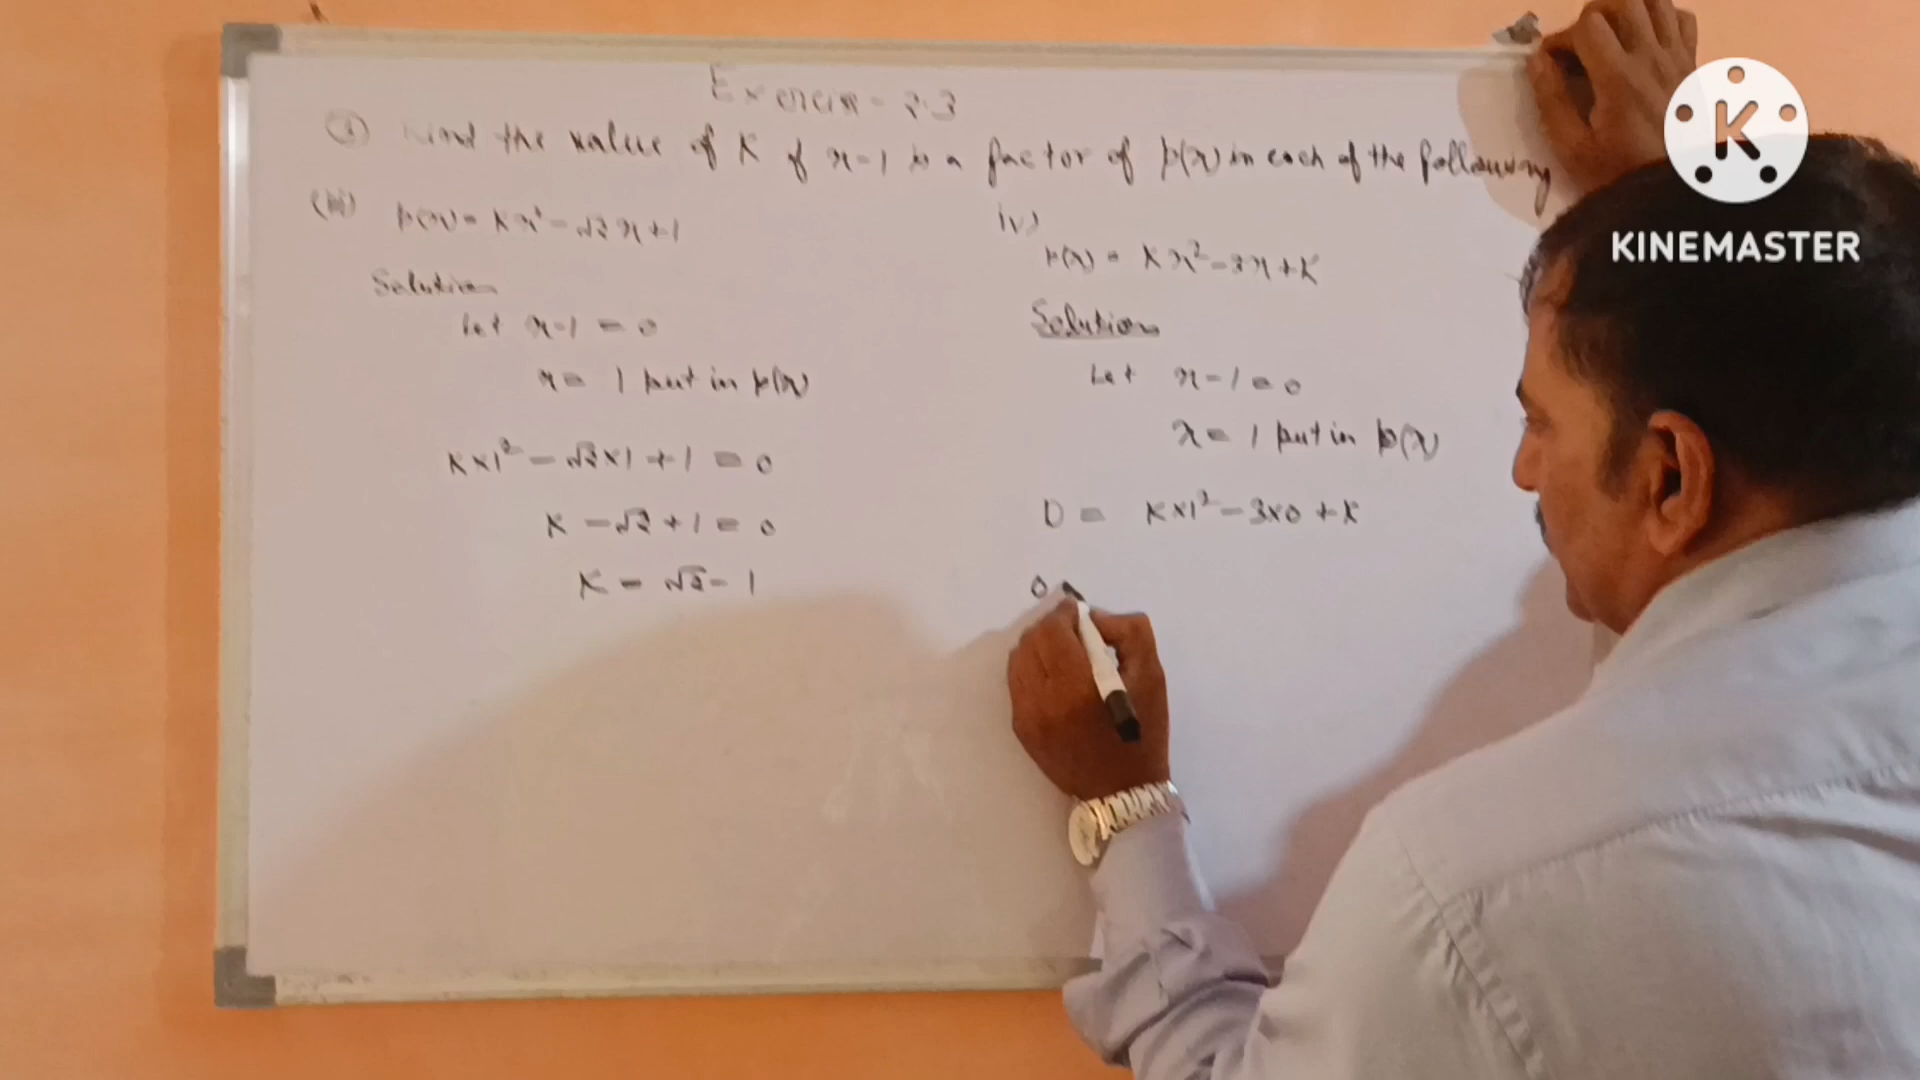 Exercise - 2.3
① Find the value of K if x-1 is a factor of p(x) in each of the following
(iii) p(x) = Kx² - √2 x + 1
Solution
Let x-1 = 0
x = 1 put in p(x)
K×1² - √2×1 + 1 = 0
K - √2 + 1 = 0
K = √2 - 1
iv)
p(x) = Kx² - 3x + K
Solution
Let x-1 = 0
x = 1 put in p(x)
0 = K×1² - 3×0 + K
0
K
KINEMASTER